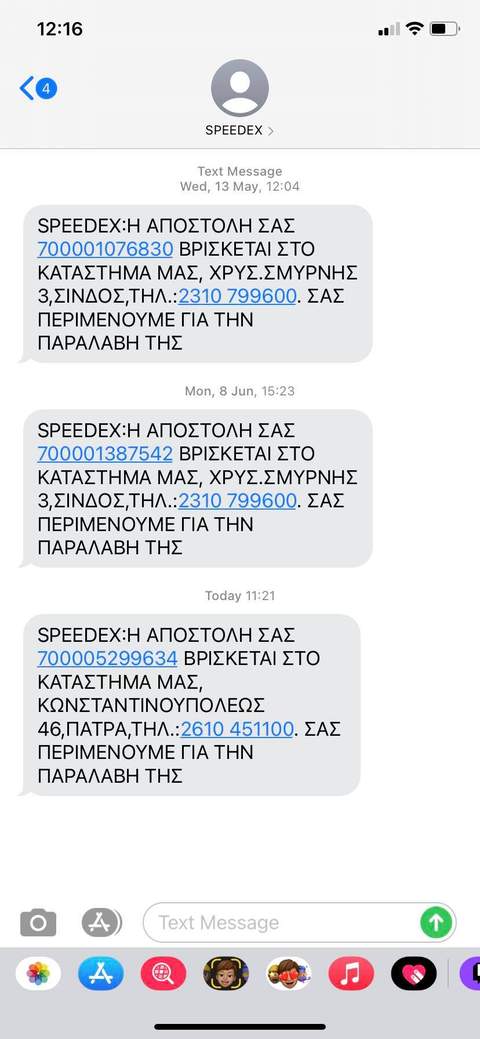 12:16
4
SPEEDEX
Text Message
Wed, 13 May, 12:04
SPEEDEX:Η ΑΠΟΣΤΟΛΗ ΣΑΣ
700001076830 ΒΡΙΣΚΕΤΑΙ ΣΤΟ
ΚΑΤΑΣΤΗΜΑ ΜΑΣ, ΧΡΥΣ.ΣΜΥΡΝΗΣ
3,ΣΙΝΔΟΣ,ΤΗΛ.:2310 799600. ΣΑΣ
ΠΕΡΙΜΕΝΟΥΜΕ ΓΙΑ ΤΗΝ
ΠΑΡΑΛΑΒΗ ΤΗΣ
Mon, 8 Jun, 15:23
SPEEDEX:Η ΑΠΟΣΤΟΛΗ ΣΑΣ
700001387542 ΒΡΙΣΚΕΤΑΙ ΣΤΟ
ΚΑΤΑΣΤΗΜΑ ΜΑΣ, ΧΡΥΣ.ΣΜΥΡΝΗΣ
3,ΣΙΝΔΟΣ,ΤΗΛ.:2310 799600. ΣΑΣ
ΠΕΡΙΜΕΝΟΥΜΕ ΓΙΑ ΤΗΝ
ΠΑΡΑΛΑΒΗ ΤΗΣ
Today 11:21
SPEEDEX:Η ΑΠΟΣΤΟΛΗ ΣΑΣ
700005299634 ΒΡΙΣΚΕΤΑΙ ΣΤΟ
ΚΑΤΑΣΤΗΜΑ ΜΑΣ,
ΚΩΝΣΤΑΝΤΙΝΟΥΠΟΛΕΩΣ
46,ΠΑΤΡΑ,ΤΗΛ.:2610 451100. ΣΑΣ
ΠΕΡΙΜΕΝΟΥΜΕ ΓΙΑ ΤΗΝ
ΠΑΡΑΛΑΒΗ ΤΗΣ
Text Message